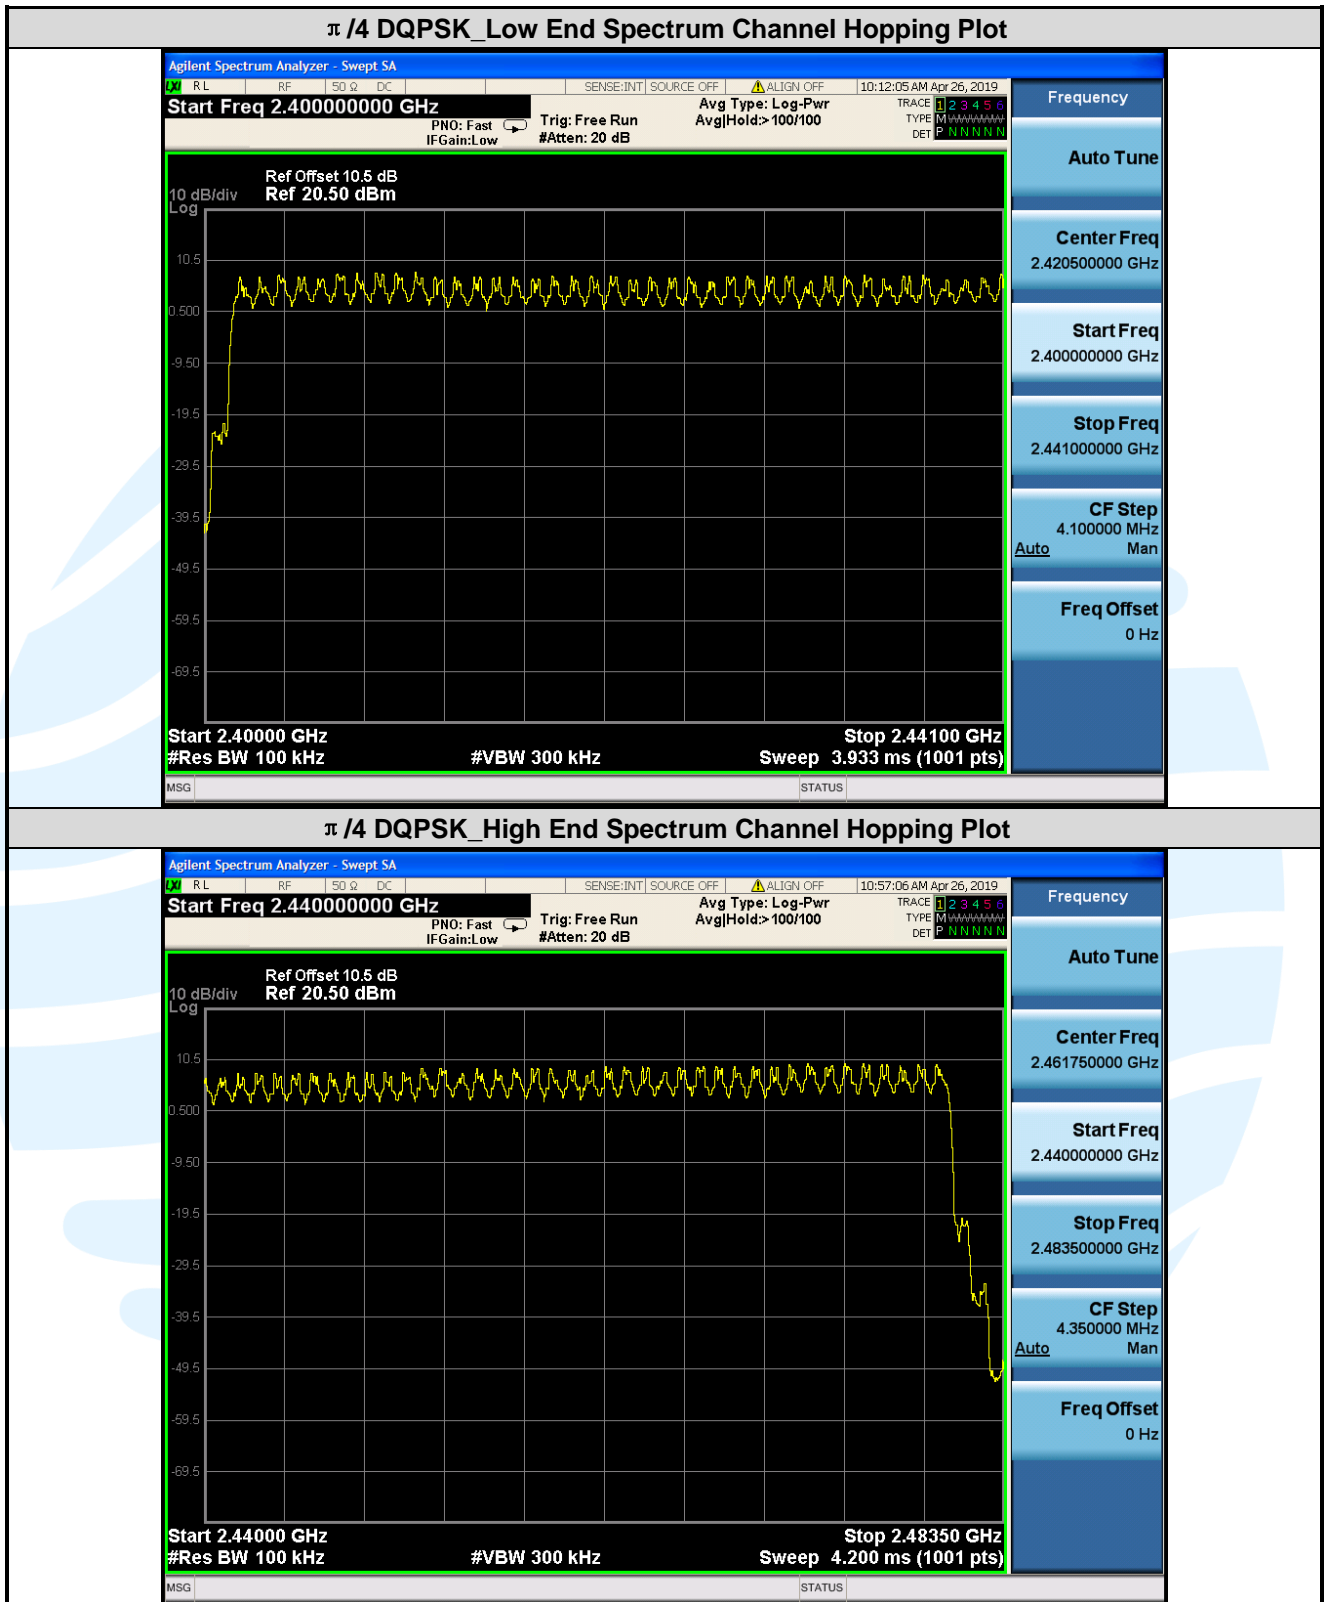 π/4 DQPSK_Low End Spectrum Channel Hopping Plot
Agilent Spectrum Analyzer - Swept SA
LXI RL RF 50 Ω DC SENSE:INT SOURCE OFF ALIGN OFF 10:12:05 AM Apr 26, 2019
Start Freq 2.400000000 GHz
PNO: Fast
IFGain:Low
Trig: Free Run
#Atten: 20 dB
Avg Type: Log-Pwr
Avg|Hold:>100/100
TRACE 1 2 3 4 5 6
TYPE M
DET P N N N N N
Ref Offset 10.5 dB
10 dB/div Ref 20.50 dBm
Log
10.5
0.500
-9.50
-19.5
-29.5
-39.5
-49.5
-59.5
-69.5
Start 2.40000 GHz Stop 2.44100 GHz
#Res BW 100 kHz #VBW 300 kHz Sweep 3.933 ms (1001 pts)
MSG STATUS
Frequency
Auto Tune
Center Freq
2.420500000 GHz
Start Freq
2.400000000 GHz
Stop Freq
2.441000000 GHz
CF Step
4.100000 MHz
Auto Man
Freq Offset
0 Hz
π/4 DQPSK_High End Spectrum Channel Hopping Plot
Agilent Spectrum Analyzer - Swept SA
LXI RL RF 50 Ω DC SENSE:INT SOURCE OFF ALIGN OFF 10:57:06 AM Apr 26, 2019
Start Freq 2.440000000 GHz
PNO: Fast
IFGain:Low
Trig: Free Run
#Atten: 20 dB
Avg Type: Log-Pwr
Avg|Hold:>100/100
TRACE 1 2 3 4 5 6
TYPE M
DET P N N N N N
Ref Offset 10.5 dB
10 dB/div Ref 20.50 dBm
Log
10.5
0.500
-9.50
-19.5
-29.5
-39.5
-49.5
-59.5
-69.5
Start 2.44000 GHz Stop 2.48350 GHz
#Res BW 100 kHz #VBW 300 kHz Sweep 4.200 ms (1001 pts)
MSG STATUS
Frequency
Auto Tune
Center Freq
2.461750000 GHz
Start Freq
2.440000000 GHz
Stop Freq
2.483500000 GHz
CF Step
4.350000 MHz
Auto Man
Freq Offset
0 Hz